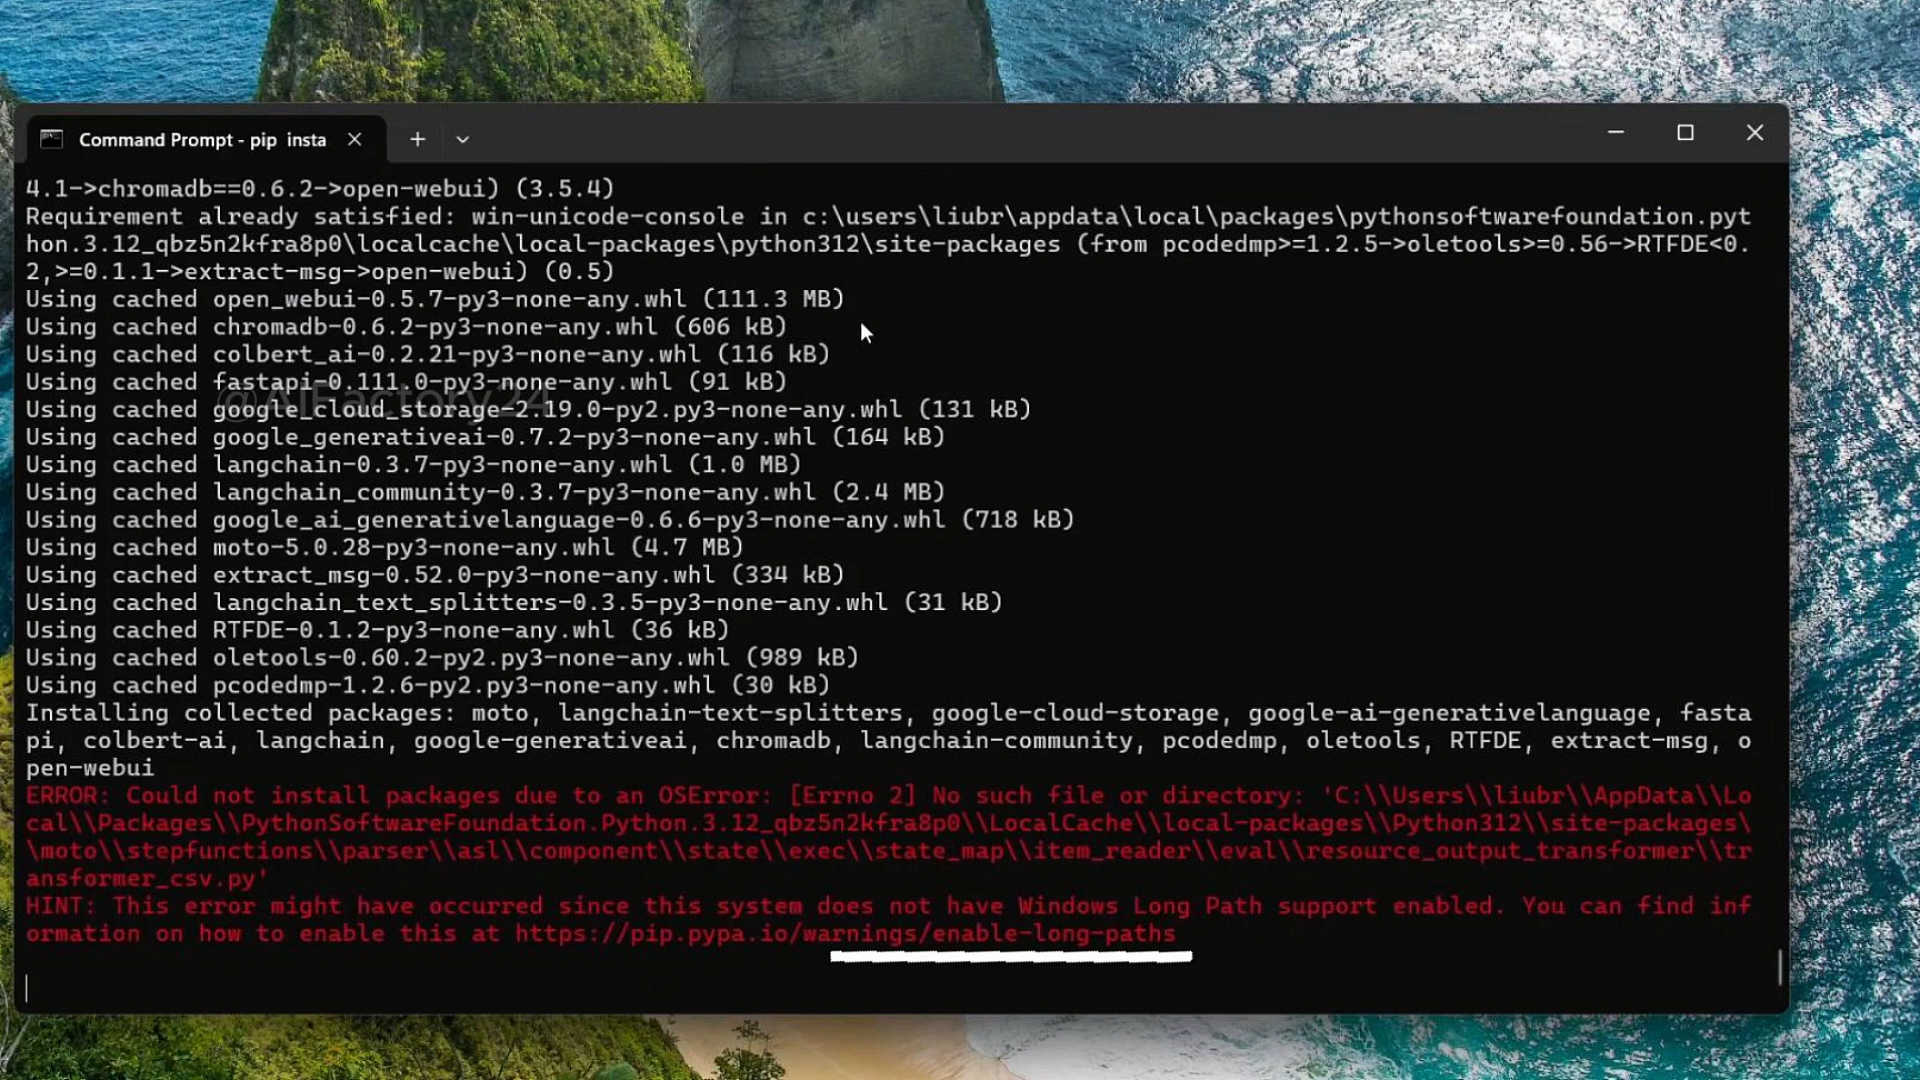 Command Prompt - pip insta
4.1->chromadb==0.6.2->open-webui) (3.5.4)
Requirement already satisfied: win-unicode-console in c:\users\liubr\appdata\local\packages\pythonsoftwarefoundation.pyt
hon.3.12_qbz5n2kfra8p0\localcache\local-packages\python312\site-packages (from pcodedmp>=1.2.5->oletools>=0.56->RTFDE<0.
2,>=0.1.1->extract-msg->open-webui) (0.5)
Using cached open_webui-0.5.7-py3-none-any.whl (111.3 MB)
Using cached chromadb-0.6.2-py3-none-any.whl (606 kB)
Using cached colbert_ai-0.2.21-py3-none-any.whl (116 kB)
Using cached fastapi-0.111.0-py3-none-any.whl (91 kB)
@AIFactory24
Using cached google_cloud_storage-2.19.0-py2.py3-none-any.whl (131 kB)
Using cached google_generativeai-0.7.2-py3-none-any.whl (164 kB)
Using cached langchain-0.3.7-py3-none-any.whl (1.0 MB)
Using cached langchain_community-0.3.7-py3-none-any.whl (2.4 MB)
Using cached google_ai_generativelanguage-0.6.6-py3-none-any.whl (718 kB)
Using cached moto-5.0.28-py3-none-any.whl (4.7 MB)
Using cached extract_msg-0.52.0-py3-none-any.whl (334 kB)
Using cached langchain_text_splitters-0.3.5-py3-none-any.whl (31 kB)
Using cached RTFDE-0.1.2-py3-none-any.whl (36 kB)
Using cached oletools-0.60.2-py2.py3-none-any.whl (989 kB)
Using cached pcodedmp-1.2.6-py2.py3-none-any.whl (30 kB)
Installing collected packages: moto, langchain-text-splitters, google-cloud-storage, google-ai-generativelanguage, fasta
pi, colbert-ai, langchain, google-generativeai, chromadb, langchain-community, pcodedmp, oletools, RTFDE, extract-msg, o
pen-webui
ERROR: Could not install packages due to an OSError: [Errno 2] No such file or directory: 'C:\\Users\\liubr\\AppData\\Lo
cal\\Packages\\PythonSoftwareFoundation.Python.3.12_qbz5n2kfra8p0\\LocalCache\\local-packages\\Python312\\site-packages\
\moto\\stepfunctions\\parser\\asl\\component\\state\\exec\\state_map\\item_reader\\eval\\resource_output_transformer\\tr
ansformer_csv.py'
HINT: This error might have occurred since this system does not have Windows Long Path support enabled. You can find inf
ormation on how to enable this at https://pip.pypa.io/warnings/enable-long-paths